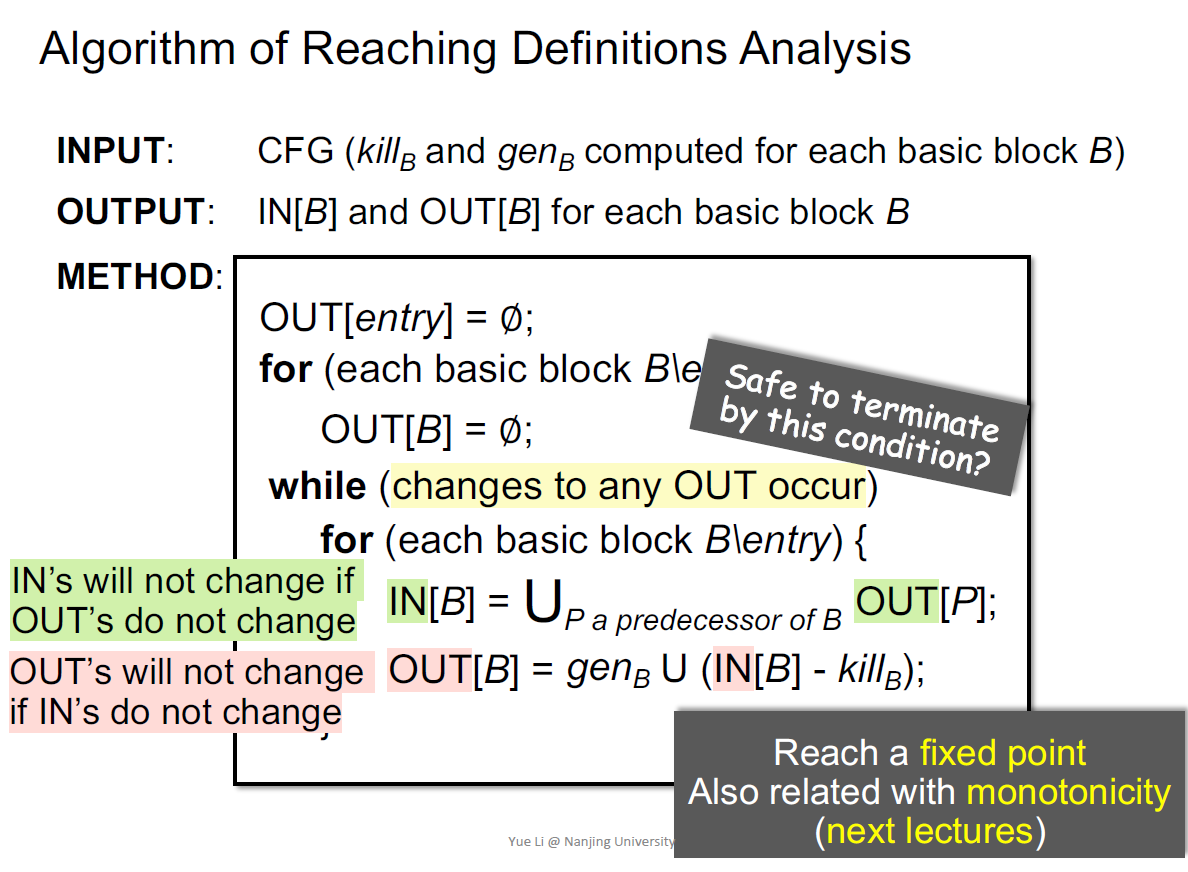 Algorithm of Reaching Definitions Analysis
INPUT: CFG (kill_B and gen_B computed for each basic block B)
OUTPUT: IN[B] and OUT[B] for each basic block B
METHOD:
OUT[entry] = ∅;
for (each basic block B\e
Safe to terminate
by this condition?
OUT[B] = ∅;
while (changes to any OUT occur)
for (each basic block B\entry) {
IN's will not change if
OUT's do not change
IN[B] = ⋃_P a predecessor of B OUT[P];
OUT's will not change
if IN's do not change
OUT[B] = gen_B U (IN[B] - kill_B);
Reach a fixed point
Also related with monotonicity
(next lectures)
Yue Li @ Nanjing University